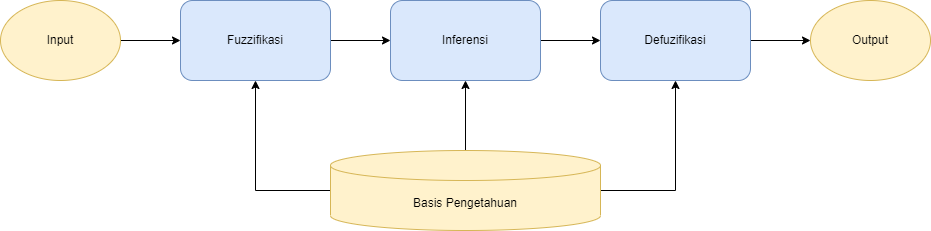 Input
Fuzzifikasi
Inferensi
Defuzifikasi
Output
Basis Pengetahuan